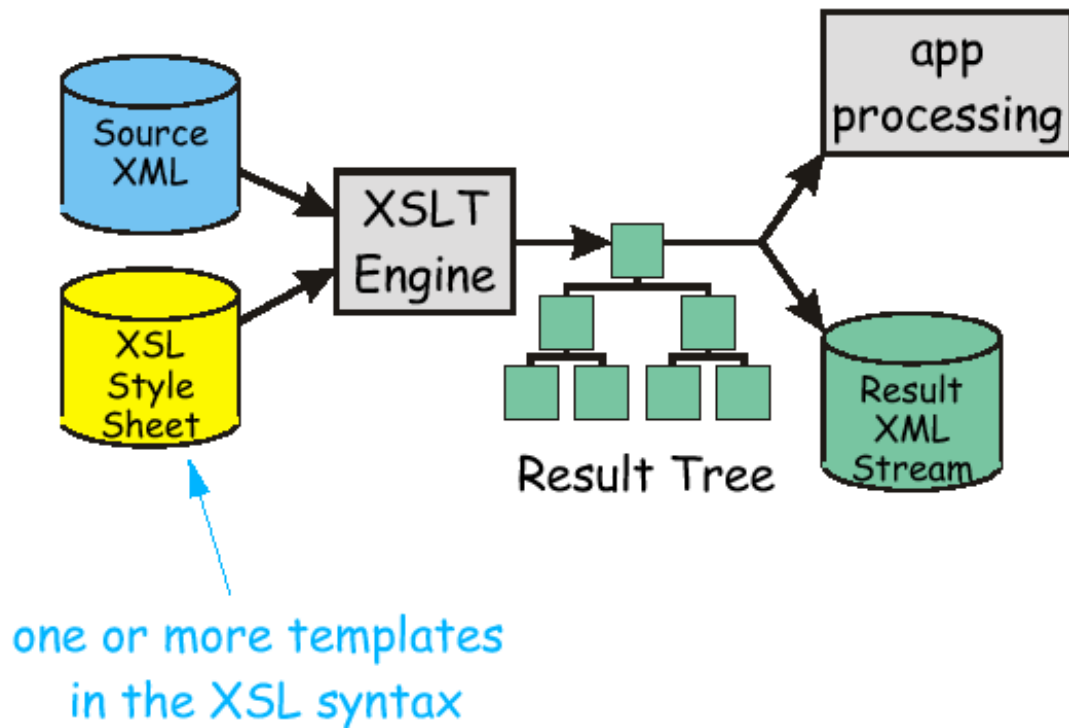 Source
XML
XSL
Style
Sheet
XSLT
Engine
Result Tree
app
processing
Result
XML
Stream
one or more templates
in the XSL syntax